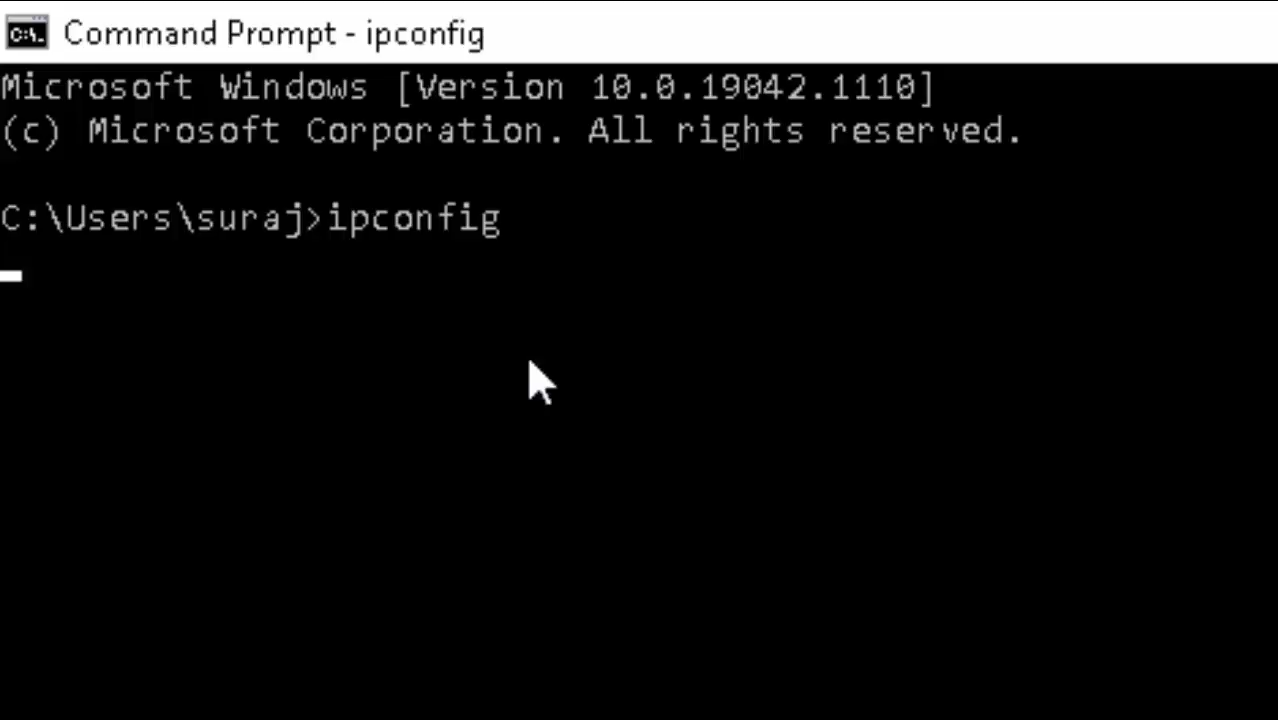 Command Prompt - ipconfig
Microsoft Windows [Version 10.0.19042.1110]
(c) Microsoft Corporation. All rights reserved.
C:\Users\suraj>ipconfig